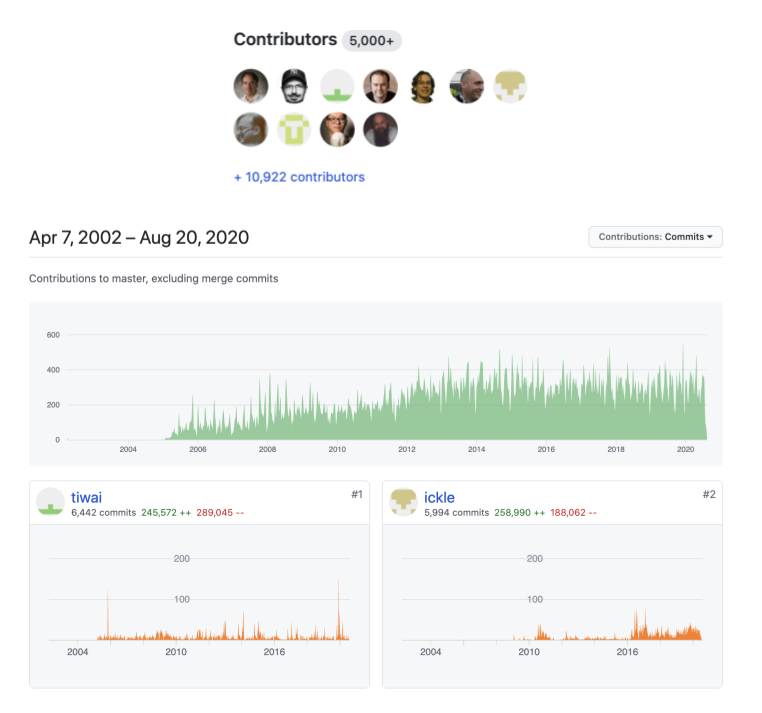 Contributors 5,000+
+ 10,922 contributors
Apr 7, 2002 – Aug 20, 2020
Contributions: Commits
Contributions to master, excluding merge commits
600
400
200
0
2004 2006 2008 2010 2012 2014 2016 2018 2020
tiwai #1
6,442 commits 245,572 ++ 289,045 --
200
100
2004 2010 2016
ickle #2
5,994 commits 258,990 ++ 188,062 --
200
100
2004 2010 2016